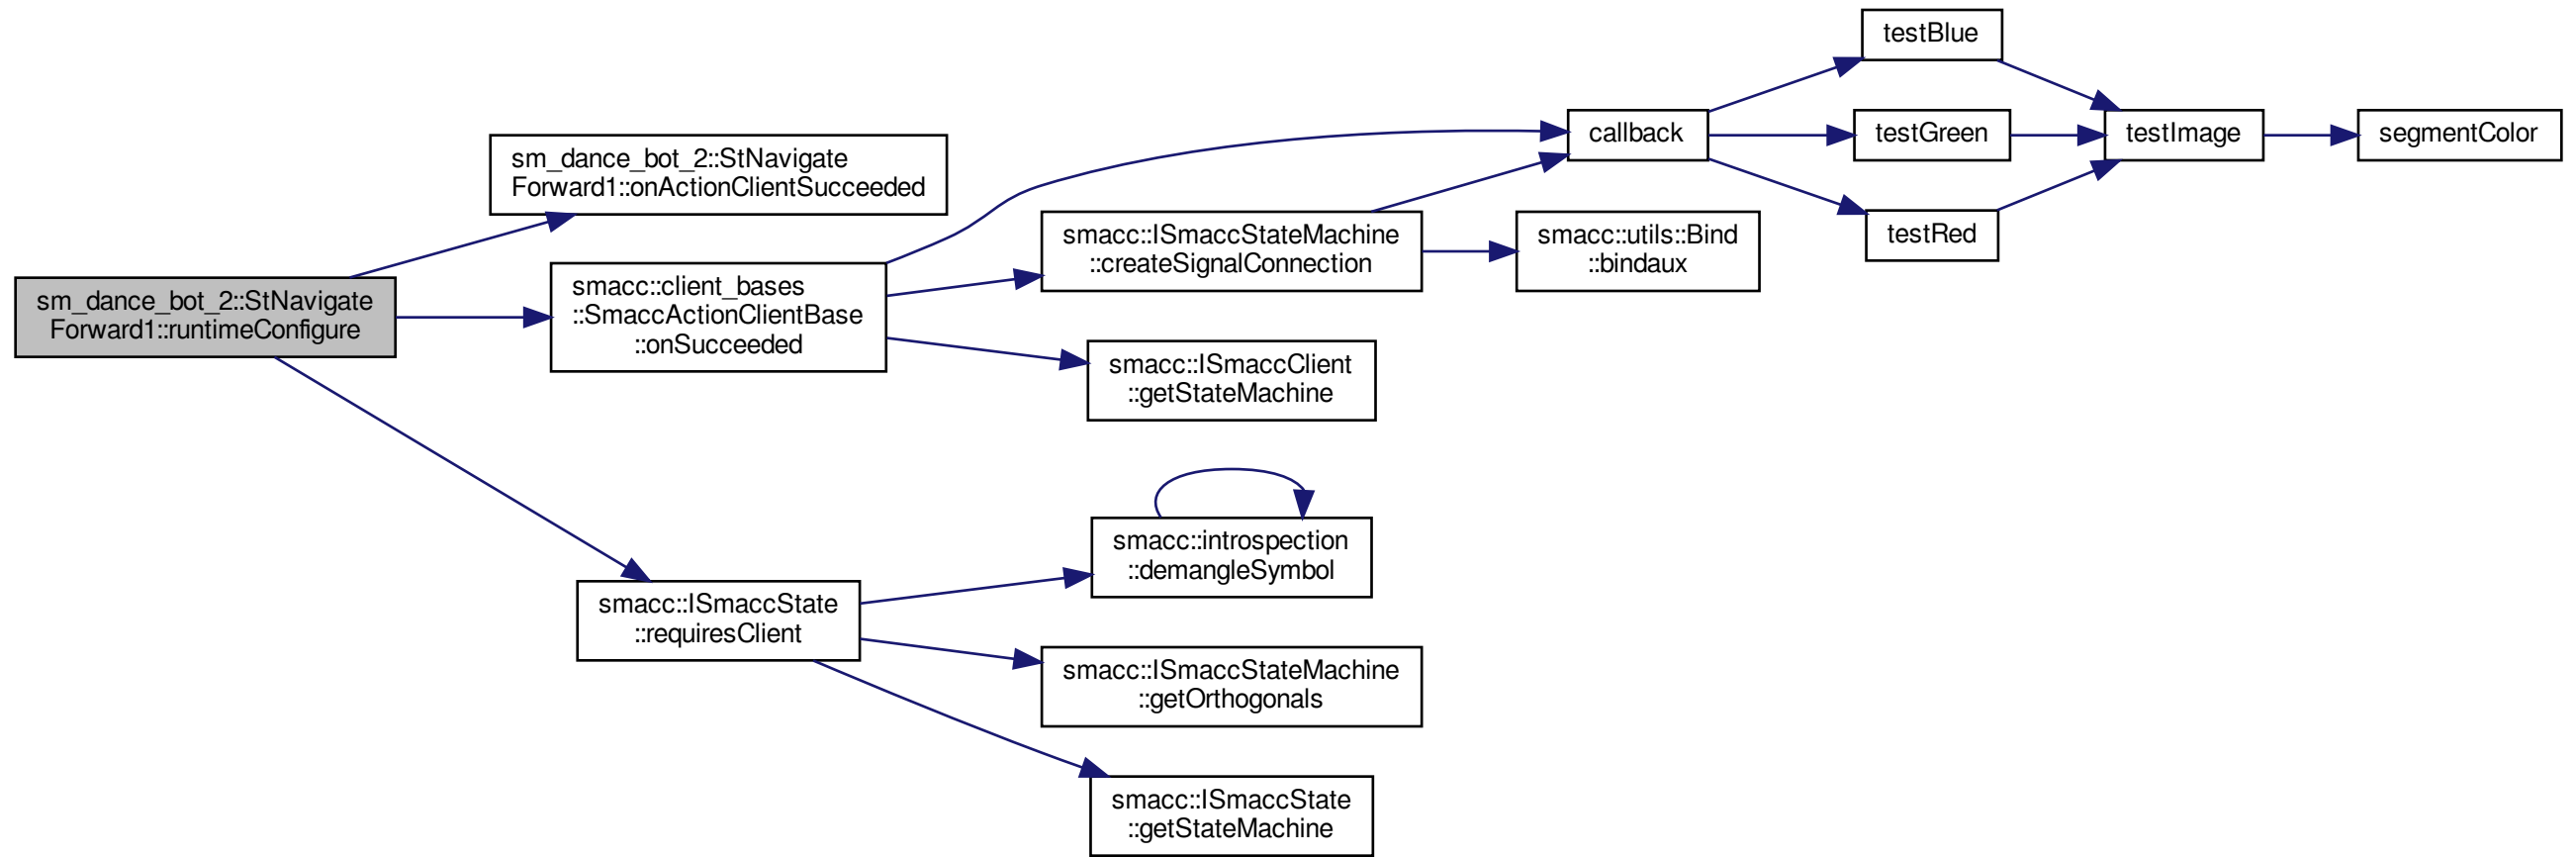 sm_dance_bot_2::StNavigate
Forward1::runtimeConfigure
sm_dance_bot_2::StNavigate
Forward1::onActionClientSucceeded
smacc::client_bases
::SmaccActionClientBase
::onSucceeded
smacc::ISmaccState
::requiresClient
smacc::ISmaccStateMachine
::createSignalConnection
smacc::ISmaccClient
::getStateMachine
smacc::introspection
::demangleSymbol
smacc::ISmaccStateMachine
::getOrthogonals
smacc::ISmaccState
::getStateMachine
callback
smacc::utils::Bind
::bindaux
testBlue
testGreen
testRed
testImage
segmentColor